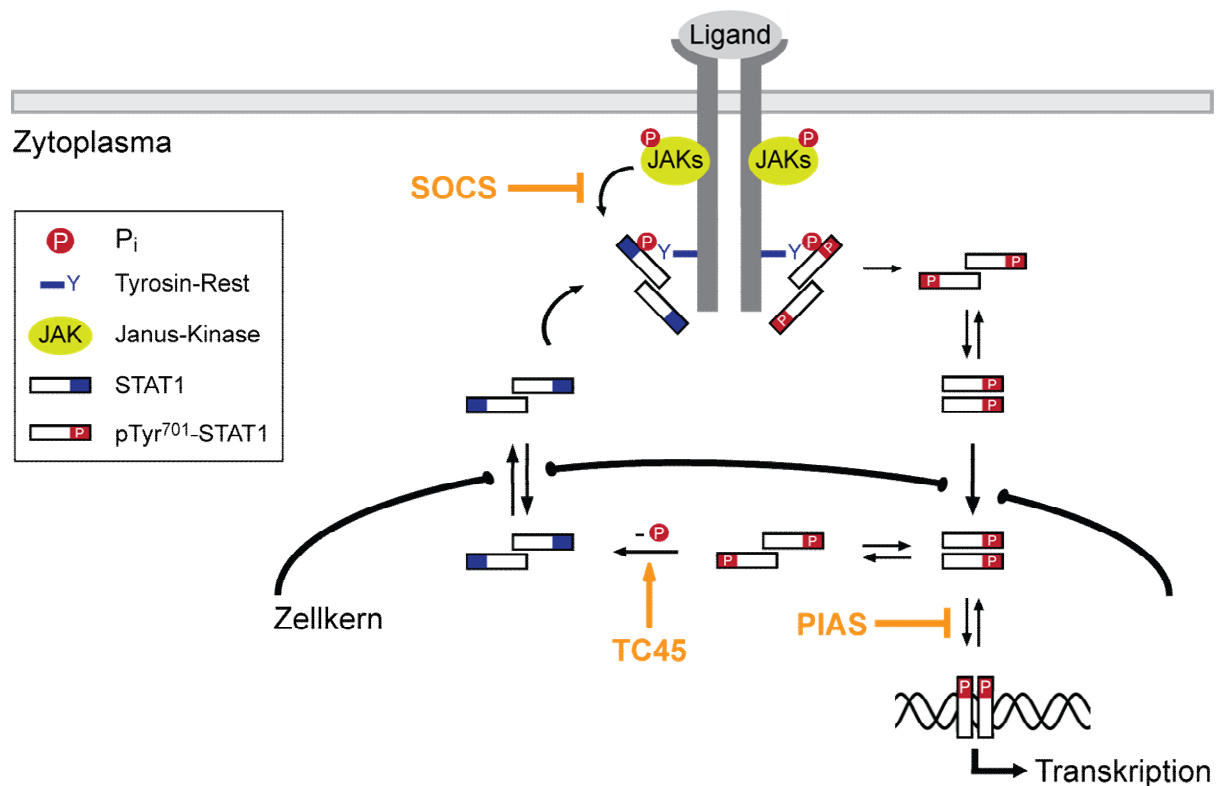 Ligand
Zytoplasma
P
P
JAKs
JAKs
SOCS
P
Y
Y
P
P
P
P
P
P
P
P
Pi
Y
Tyrosin-Rest
JAK
Janus-Kinase
STAT1
P
pTyr701-STAT1
- P
P
P
P
P
Zellkern
TC45
PIAS
P P
Transkription